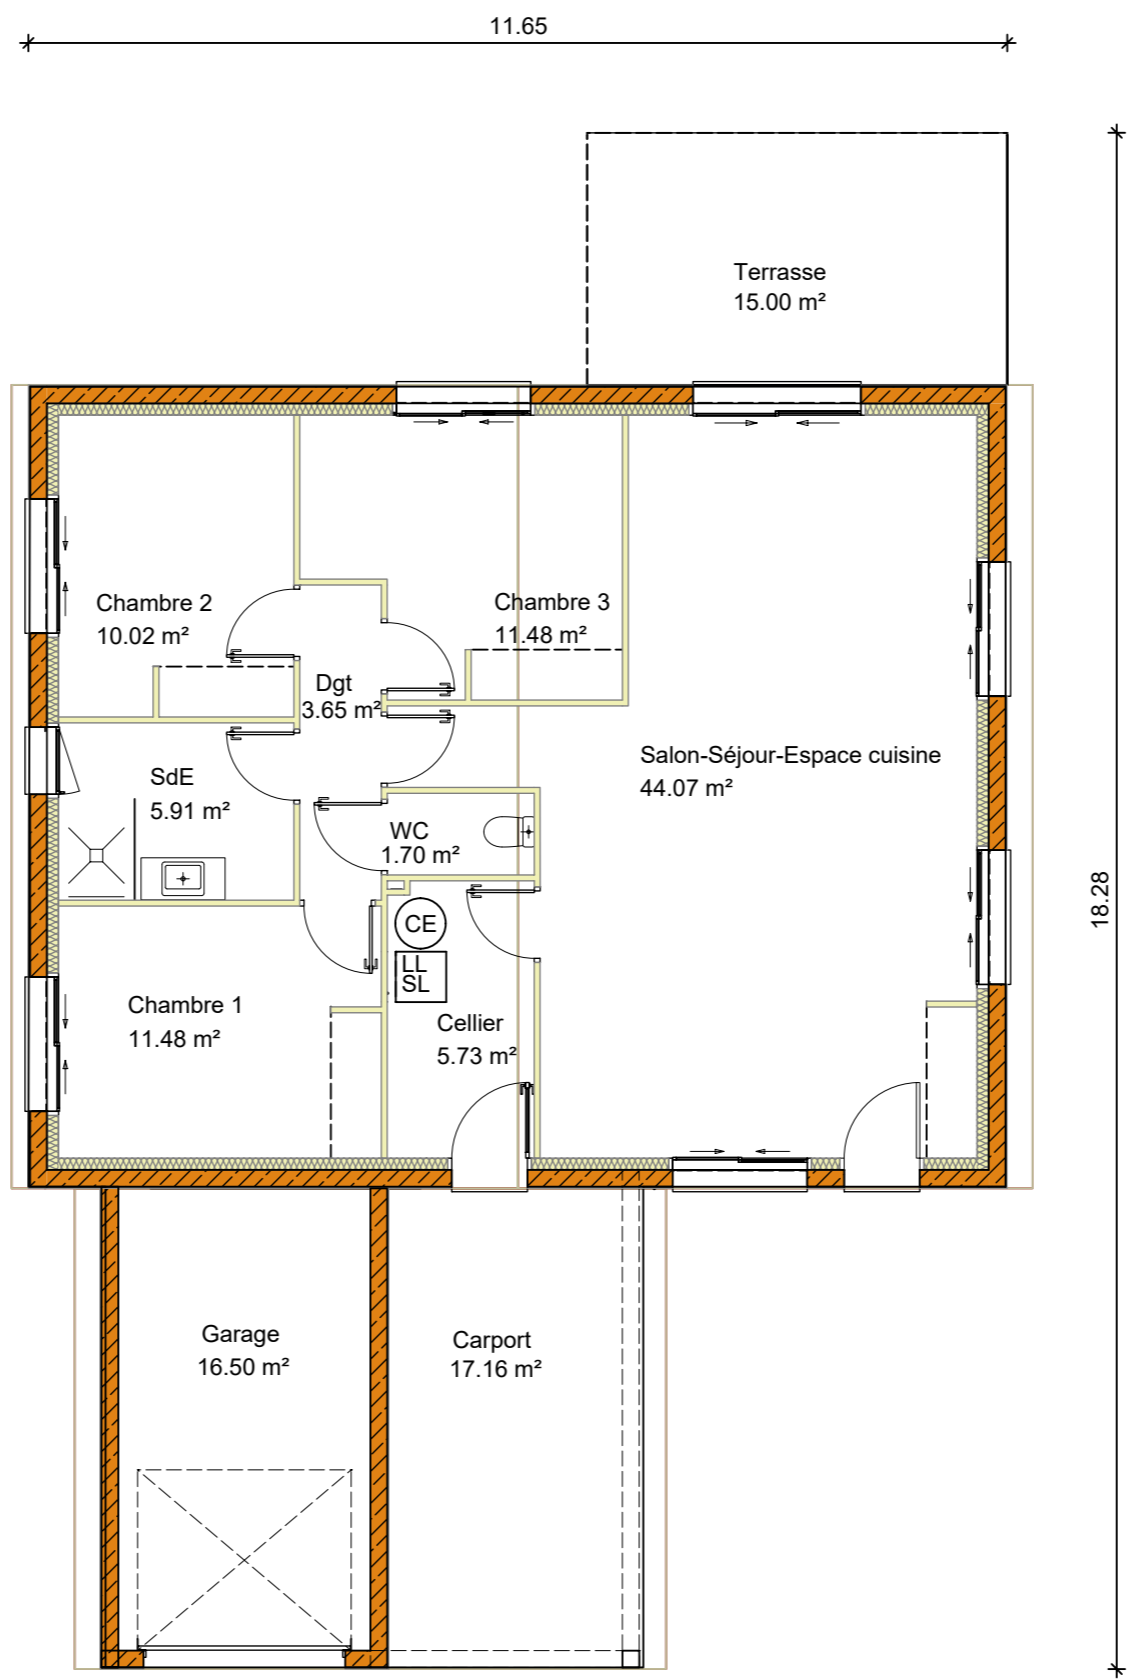 11.65
Terrasse
15.00 m²
Chambre 2
10.02 m²
Chambre 3
11.48 m²
Dgt
3.65 m²
Salon-Séjour-Espace cuisine
44.07 m²
SdE
5.91 m²
WC
1.70 m²
18.28
CE
LL
SL
Chambre 1
11.48 m²
Cellier
5.73 m²
Garage
16.50 m²
Carport
17.16 m²